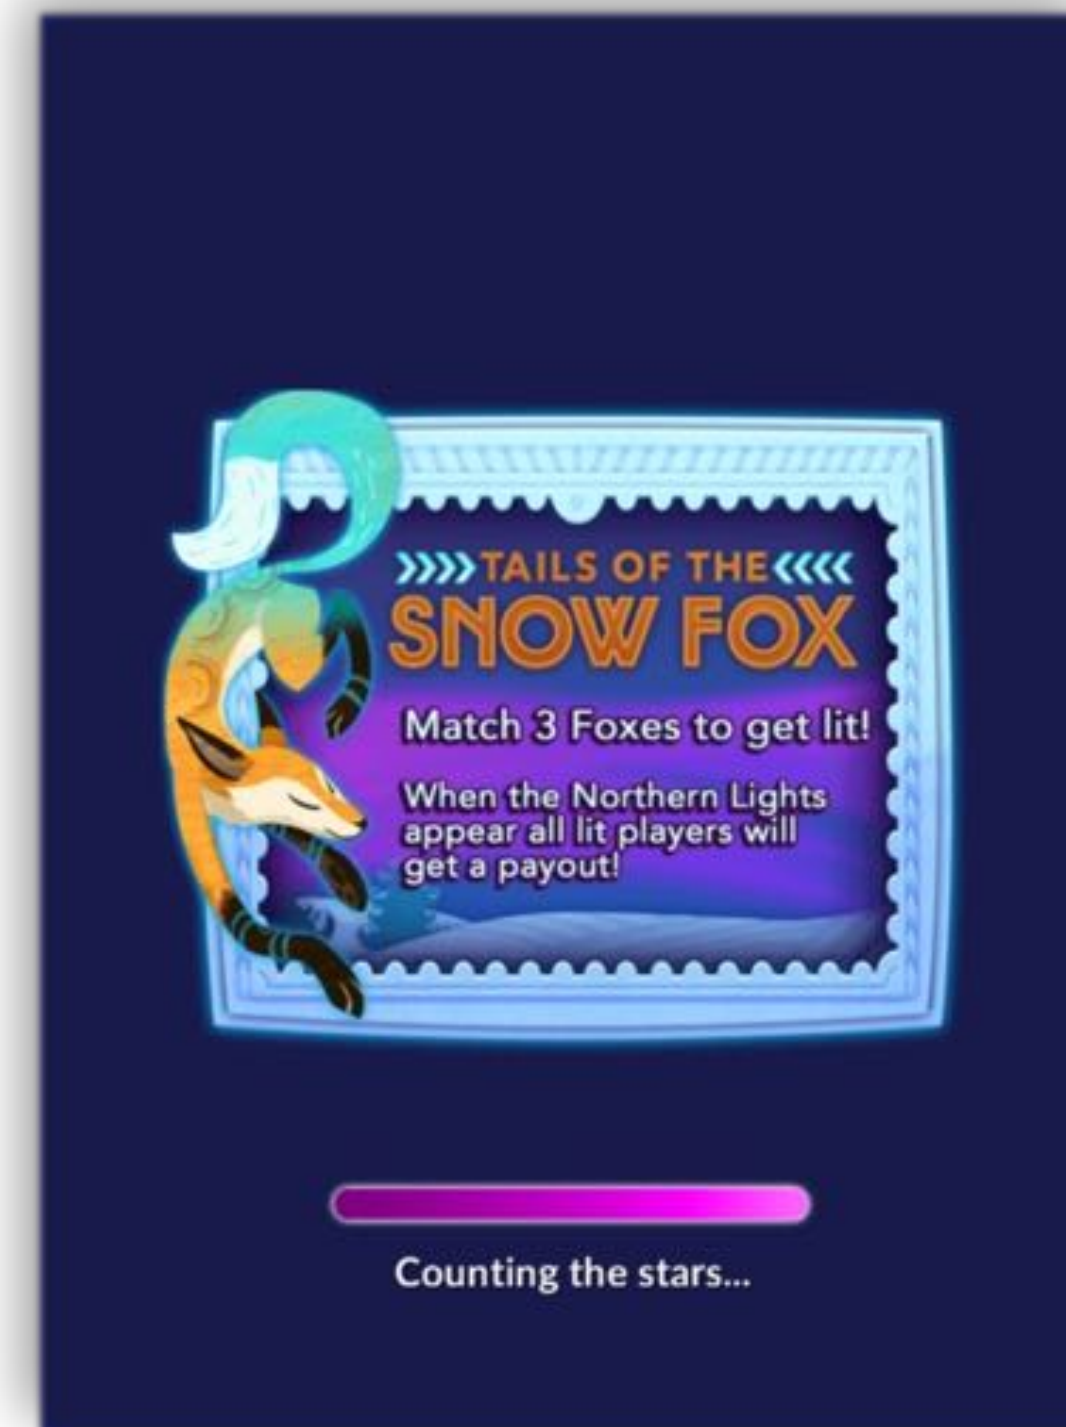 TAILS OF THE
SNOW FOX
Match 3 Foxes to get lit!
When the Northern Lights
appear all lit players will
get a payout!
Counting the stars...